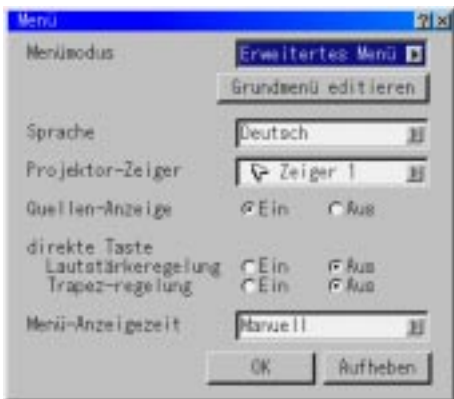 Menü
Menümodus Erweitertes Menü
Grundmenü editieren
Sprache Deutsch
Projektor-Zeiger Zeiger 1
Quellen-Anzeige Ein Aus
direkte Taste
Lautstärkeregelung Ein Aus
Trapez-regelung Ein Aus
Menü-Anzeigezeit Manuell
OK Aufheben